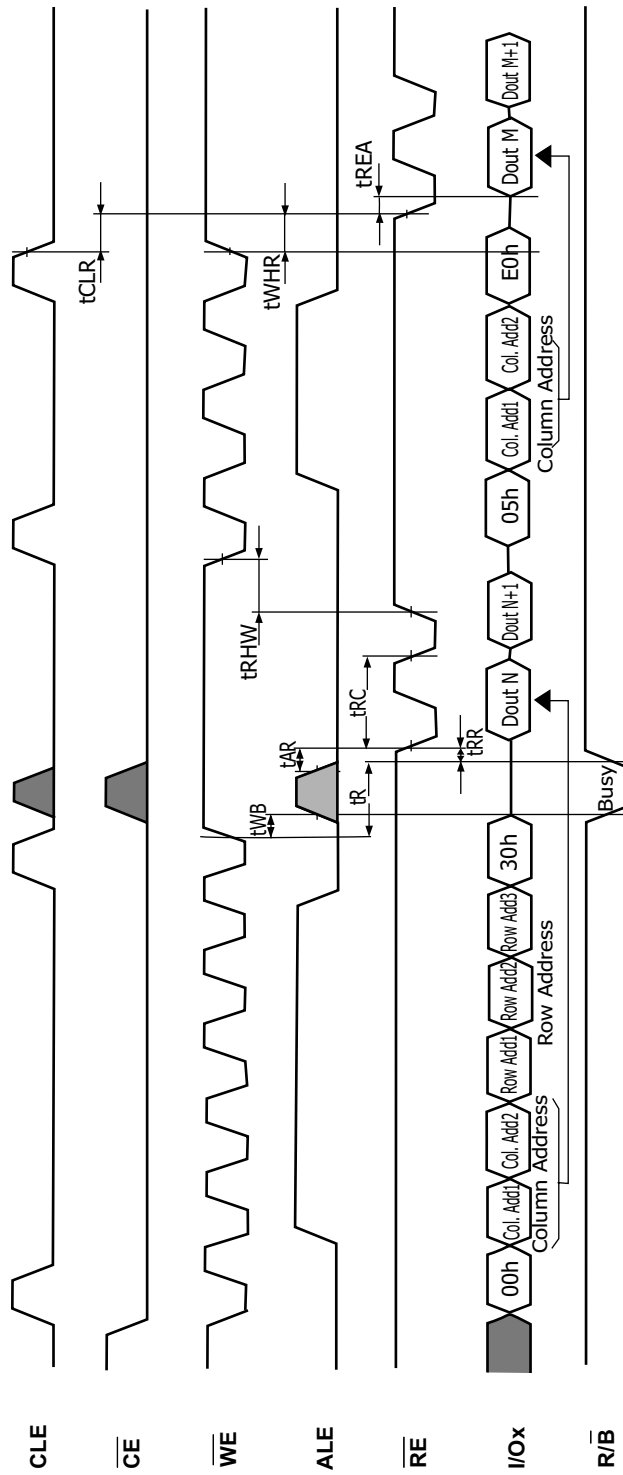 CLE
tCLR
CE
WE
tWB
tRHW
tWHR
ALE
tAR
RE
tR
tRC
tRR
tREA
I/Ox
00h
Col. Add1
Col. Add2
Row Add1
Row Add2
Row Add3
30h
Dout N
Dout N+1
05h
Col. Add1
Col. Add2
E0h
Dout M
Dout M+1
Column Address
Row Address
Column Address
R/B
Busy